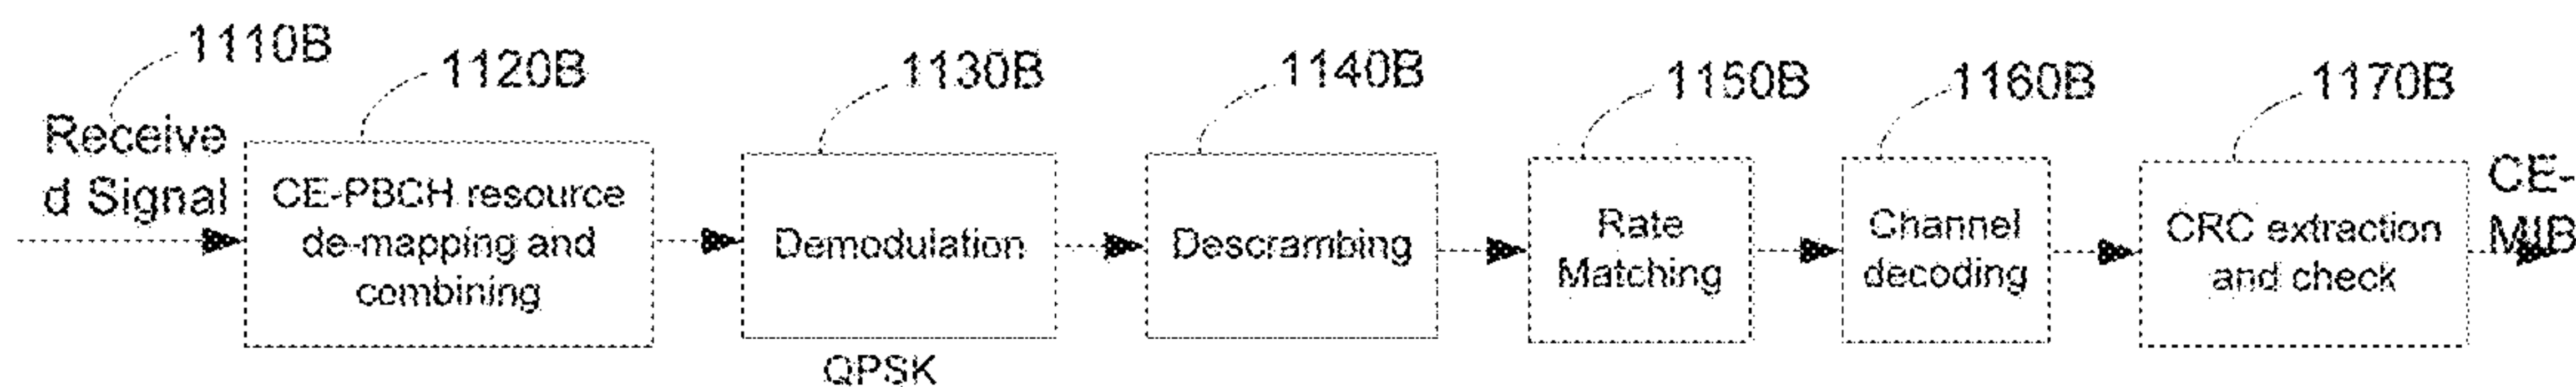 1110B
1120B
1130B
1140B
1150B
1160B
1170B
Receive
d Signal
CE-PBCH resource
de-mapping and
combining
Demodulation
QPSK
Descrambing
Rate
Matching
Channel
decoding
CRC extraction
and check
CE-
MIB